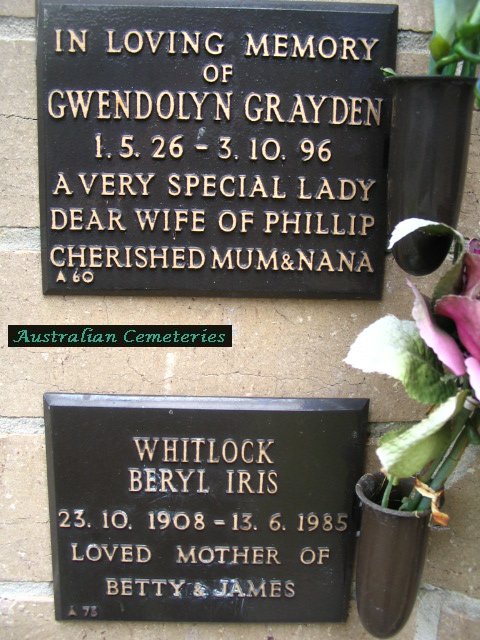 IN LOVING MEMORY
OF
GWENDOLYN GRAYDEN
1. 5. 26 - 3. 10. 96
A VERY SPECIAL LADY
DEAR WIFE OF PHILLIP
CHERISHED MUM & NANA
A 60
Australian Cemeteries
WHITLOCK
BERYL IRIS
23. 10. 1908 - 13. 6. 1985
LOVED MOTHER OF
BETTY & JAMES
A 73